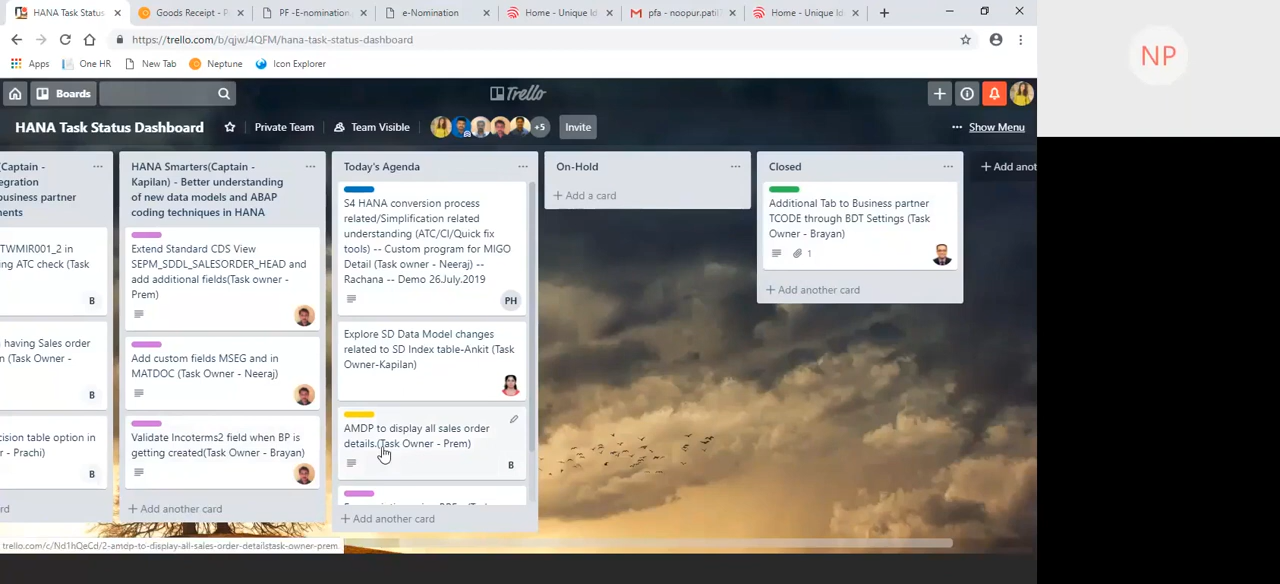 HANA Task Status
Goods Receipt - P
PF -E-nomination
e-Nomination
Home - Unique Id
pfa - noopur.patil
Home - Unique Id
https://trello.com/b/qjwJ4QFM/hana-task-status-dashboard
Apps
One HR
New Tab
Neptune
Icon Explorer
NP
Boards
Trello
HANA Task Status Dashboard
Private Team
Team Visible
+5
Invite
Show Menu
(Captain -
egration
business partner
ments
TWMIR001_2 in
ing ATC check (Task
B
having Sales order
n (Task Owner -
B
cision table option in
- Prachi)
B
rd
HANA Smarters(Captain -
Kapilan) - Better understanding
of new data models and ABAP
coding techniques in HANA
Extend Standard CDS View
SEPM_SDDL_SALESORDER_HEAD and
add additional fields(Task owner -
Prem)
Add custom fields MSEG and in
MATDOC (Task Owner - Neeraj)
Validate Incoterms2 field when BP is
getting created(Task Owner - Brayan)
+ Add another card
Today's Agenda
S4 HANA conversion process
related/Simplification related
understanding (ATC/CI/Quick fix
tools) -- Custom program for MIGO
Detail (Task owner - Neeraj) --
Rachana -- Demo 26.July.2019
PH
Explore SD Data Model changes
related to SD Index table-Ankit (Task
Owner-Kapilan)
AMDP to display all sales order
details.(Task Owner - Prem)
B
+ Add another card
On-Hold
+ Add a card
Closed
Additional Tab to Business partner
TCODE through BDT Settings (Task
Owner - Brayan)
1
+ Add another card
+ Add anot
trello.com/c/Nd1hQeCd/2-amdp-to-display-all-sales-order-detailstask-owner-prem